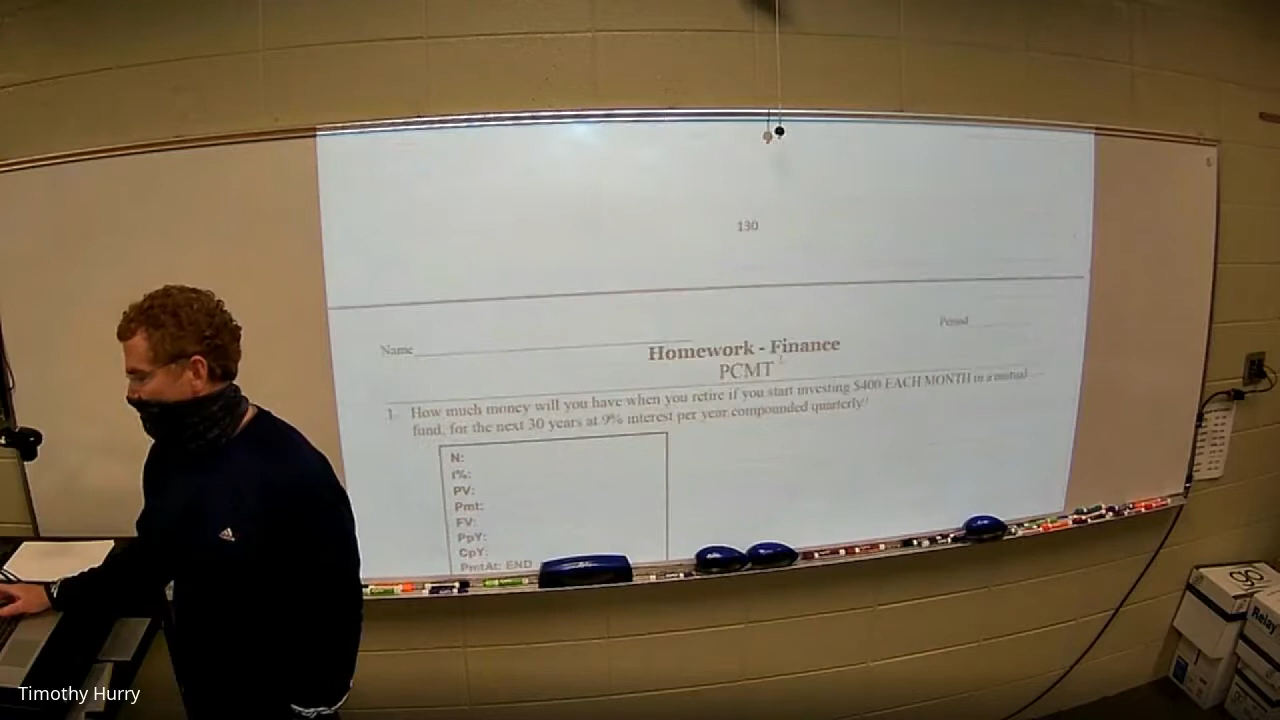 130
Name
Period
Homework - Finance
PCMT
1. How much money will you have when you retire if you start investing $400 EACH MONTH in a mutual
fund, for the next 30 years at 9% interest per year compounded quarterly?
N:
I%:
PV:
Pmt:
FV:
PpY:
CpY:
PmtAt: END
go
Relay
Timothy Hurry